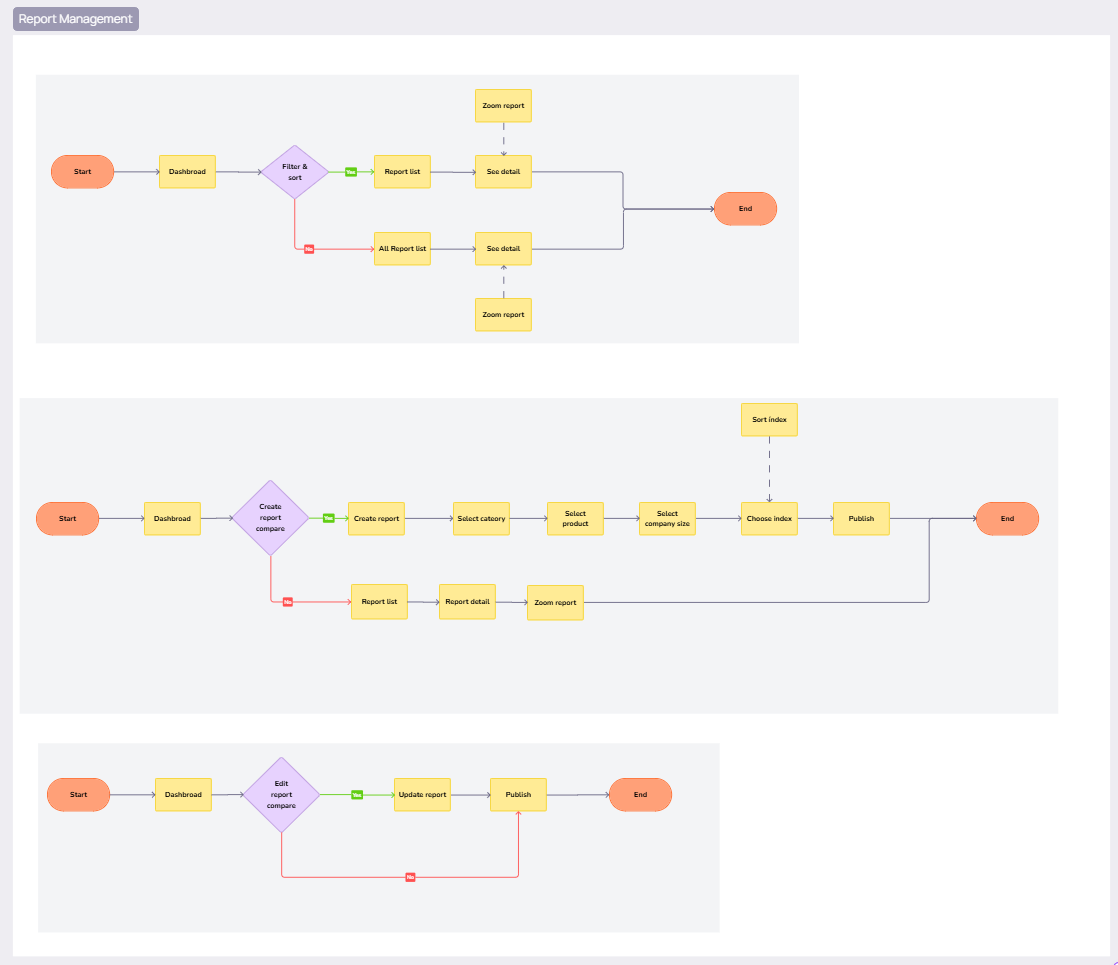 Report Management
Zoom report
Start
Dashbroad
Filter &
sort
Yes
Report list
See detail
End
No
All Report list
See detail
Zoom report
Sort index
Start
Dashbroad
Create
report
compare
Yes
Create report
Select cateory
Select
product
Select
company size
Choose index
Publish
End
No
Report list
Report detail
Zoom report
Start
Dashbroad
Edit
report
compare
Yes
Update report
Publish
End
No